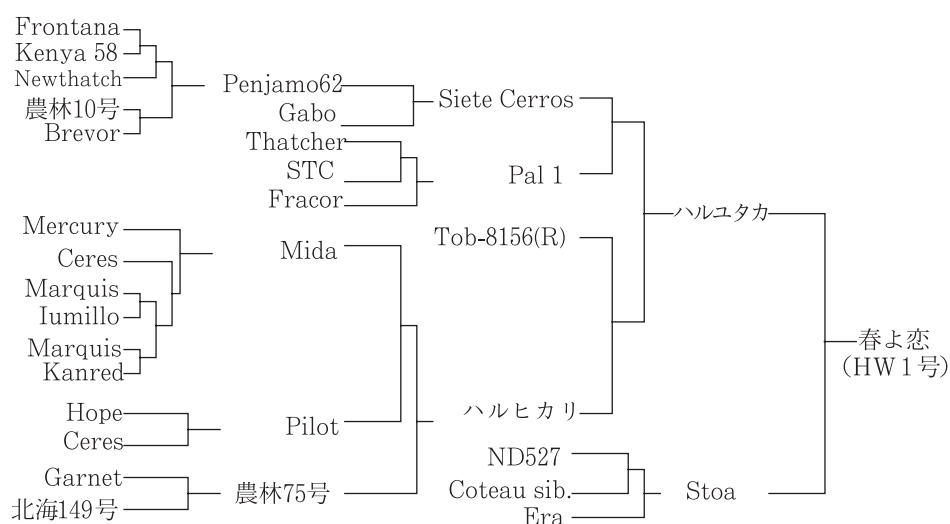 Frontana
Kenya 58
Newthatch
農林10号
Brevor
Penjamo62
Gabo
Siete Cerros
Thatcher
STC
Fracor
Pal 1
ハルユタカ
Mercury
Ceres
Marquis
Iumillo
Marquis
Kanred
Mida
Tob-8156(R)
春よ恋
(HW1号)
Hope
Ceres
Pilot
ハルヒカリ
Garnet
北海149号
農林75号
ND527
Coteau sib.
Era
Stoa